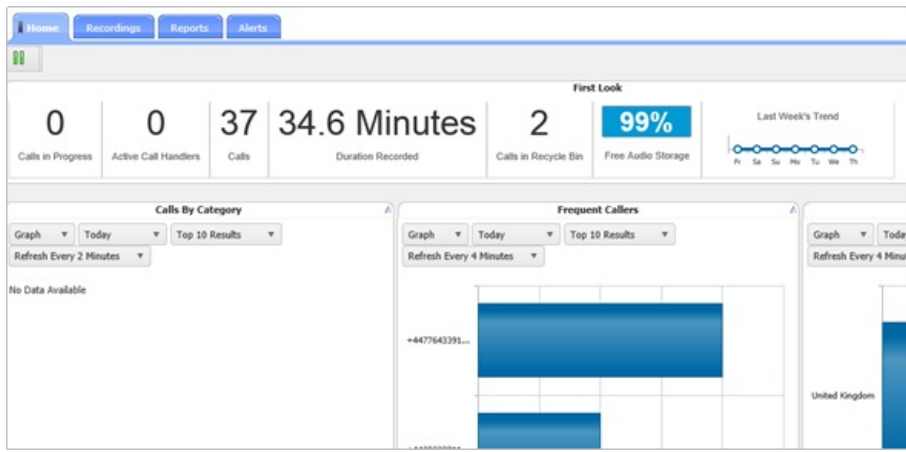 Home Recordings Reports Alerts
First Look
0 0 37 34.6 Minutes 2 99% Last Week's Trend
Calls in Progress Active Call Handlers Calls Duration Recorded Calls in Recycle Bin Free Audio Storage
Fr Sa Su Mo Tu We Th
Calls By Category Frequent Callers
Graph Today Top 10 Results Graph Today Top 10 Results Graph Today
Refresh Every 2 Minutes Refresh Every 4 Minutes Refresh Every 4
No Data Available
+4477643391...
United Kingdom